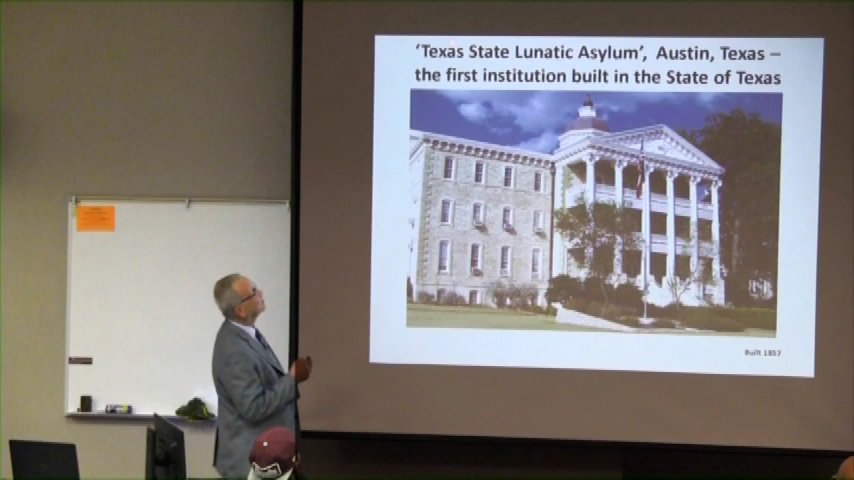 ‘Texas State Lunatic Asylum’, Austin, Texas –
the first institution built in the State of Texas
Built 1857